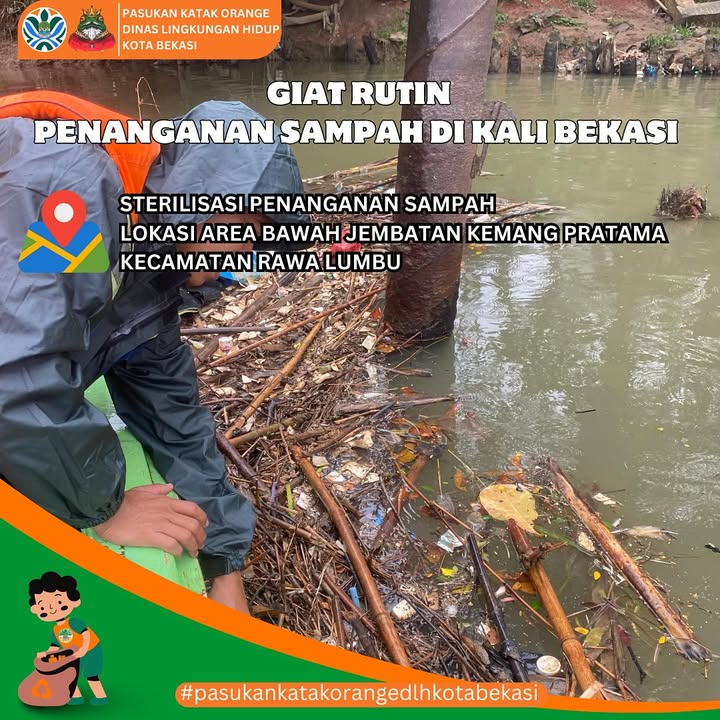 PASUKAN KATAK ORANGE
DINAS LINGKUNGAN HIDUP
KOTA BEKASI
GIAT RUTIN
PENANGANAN SAMPAH DI KALI BEKASI
STERILISASI PENANGANAN SAMPAH
LOKASI AREA BAWAH JEMBATAN KEMANG PRATAMA
KECAMATAN RAWA LUMBU
#pasukankatakorangedlhkotabekasi